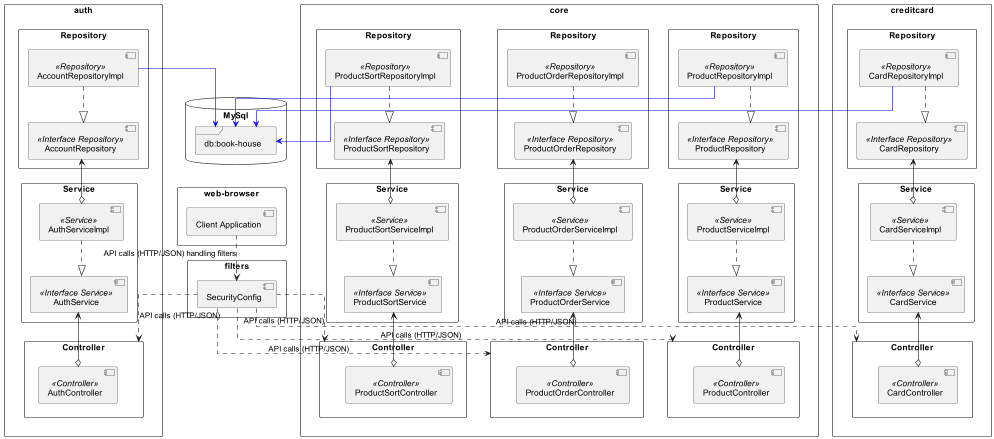 auth
core
creditcard
Repository
Repository
Repository
Repository
Repository
«Repository»
AccountRepositoryImpl
«Repository»
ProductSortRepositoryImpl
«Repository»
ProductOrderRepositoryImpl
«Repository»
ProductRepositoryImpl
«Repository»
CardRepositoryImpl
MySql
db:book-house
«Interface Repository»
AccountRepository
«Interface Repository»
ProductSortRepository
«Interface Repository»
ProductOrderRepository
«Interface Repository»
ProductRepository
«Interface Repository»
CardRepository
Service
web-browser
Service
Service
Service
Service
«Service»
AuthServiceImpl
Client Application
«Service»
ProductSortServiceImpl
«Service»
ProductOrderServiceImpl
«Service»
ProductServiceImpl
«Service»
CardServiceImpl
API calls (HTTP/JSON) handling filters
filters
SecurityConfig
«Interface Service»
AuthService
«Interface Service»
ProductSortService
«Interface Service»
ProductOrderService
«Interface Service»
ProductService
«Interface Service»
CardService
API calls (HTTP/JSON)
API calls (HTTP/JSON)
API calls (HTTP/JSON)
API calls (HTTP/JSON)
API calls (HTTP/JSON)
Controller
Controller
Controller
Controller
Controller
«Controller»
AuthController
«Controller»
ProductSortController
«Controller»
ProductOrderController
«Controller»
ProductController
«Controller»
CardController